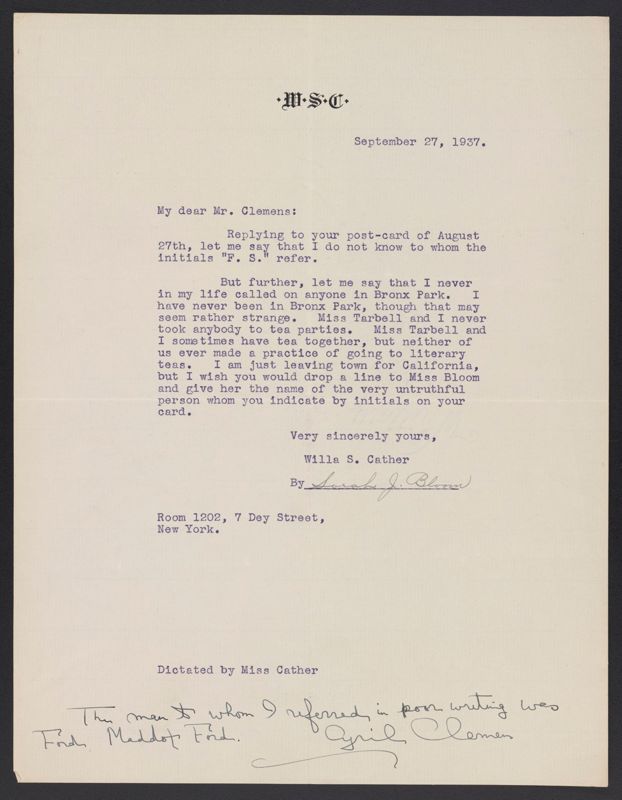 ·W·S·C·
September 27, 1937.
My dear Mr. Clemens:
Replying to your post-card of August
27th, let me say that I do not know to whom the
initials "F. S." refer.
But further, let me say that I never
in my life called on anyone in Bronx Park. I
have never been in Bronx Park, though that may
seem rather strange. Miss Tarbell and I never
took anybody to tea parties. Miss Tarbell and
I sometimes have tea together, but neither of
us ever made a practice of going to literary
teas. I am just leaving town for California,
but I wish you would drop a line to Miss Bloom
and give her the name of the very untruthful
person whom you indicate by initials on your
card.
Very sincerely yours,
Willa S. Cather
By Sarah J. Bloom
Room 1202, 7 Dey Street,
New York.
Dictated by Miss Cather
The man to whom I referred in poor writing was
Ford Maddox Ford. Cyril Clemens